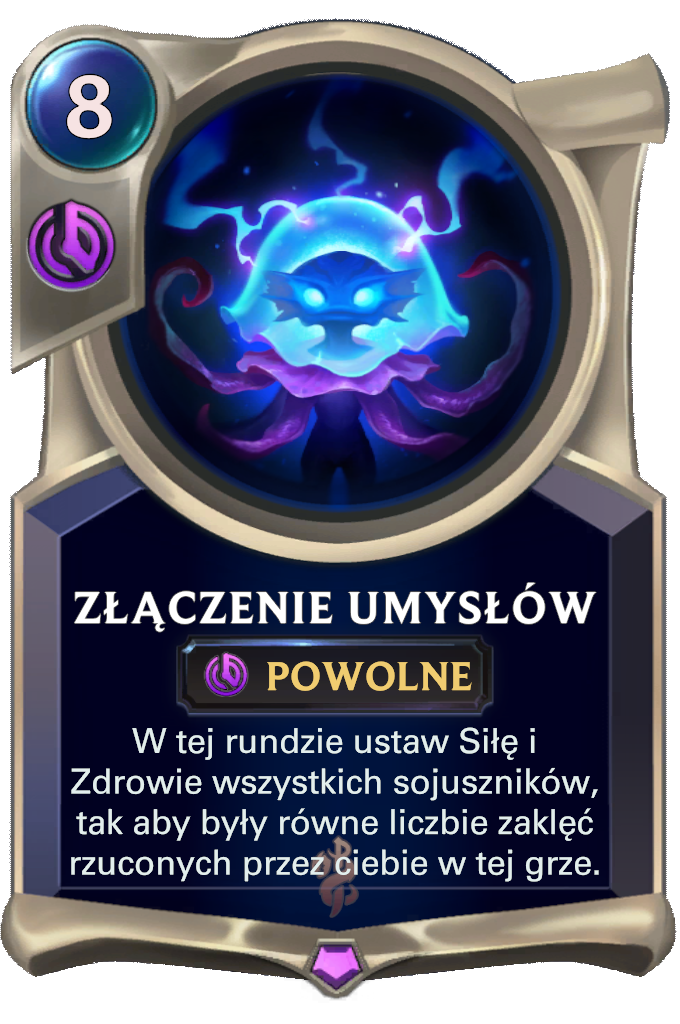 8
ZŁĄCZENIE UMYSŁÓW
POWOLNE
W tej rundzie ustaw Siłę i
Zdrowie wszystkich sojuszników,
tak aby były równe liczbie zaklęć
rzuconych przez ciebie w tej grze.